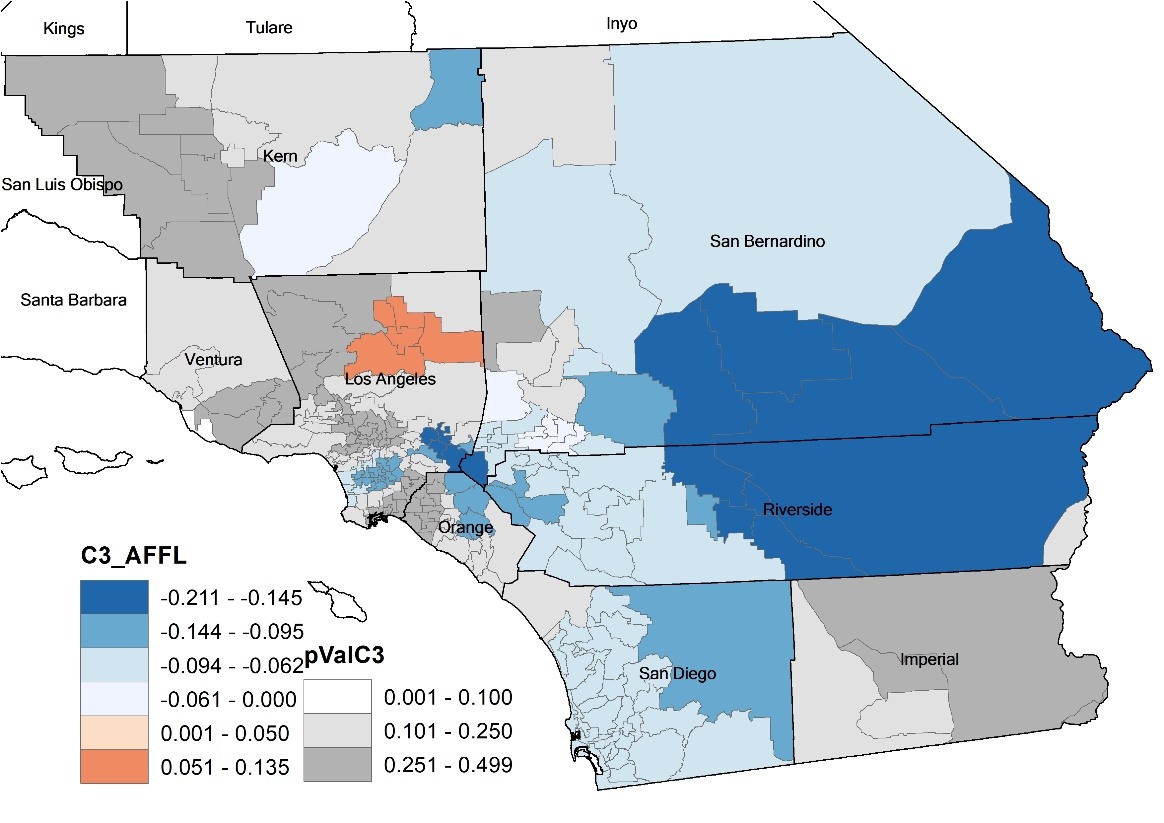 Kings
Tulare
Inyo
Kern
San Luis Obispo
San Bernardino
Santa Barbara
Ventura
Los Angeles
Riverside
Orange
C3_AFFL
-0.211 - -0.145
-0.144 - -0.095
-0.094 - -0.062
-0.061 - 0.000
0.001 - 0.050
0.051 - 0.135
pValC3
0.001 - 0.100
0.101 - 0.250
0.251 - 0.499
San Diego
Imperial